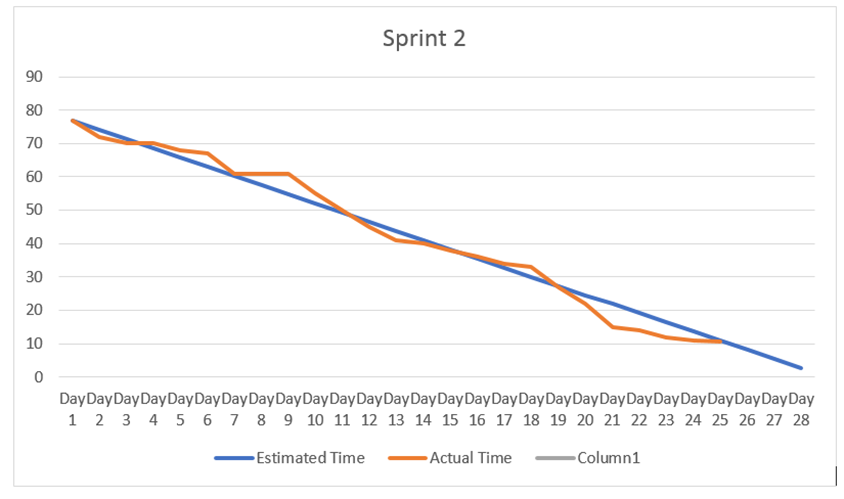 Sprint 2
90
80
70
60
50
40
30
20
10
0
Day Day Day Day Day Day Day Day Day Day Day Day Day Day Day Day Day Day Day Day Day Day Day Day Day Day Day Day
1 2 3 4 5 6 7 8 9 10 11 12 13 14 15 16 17 18 19 20 21 22 23 24 25 26 27 28
Estimated Time Actual Time Column1